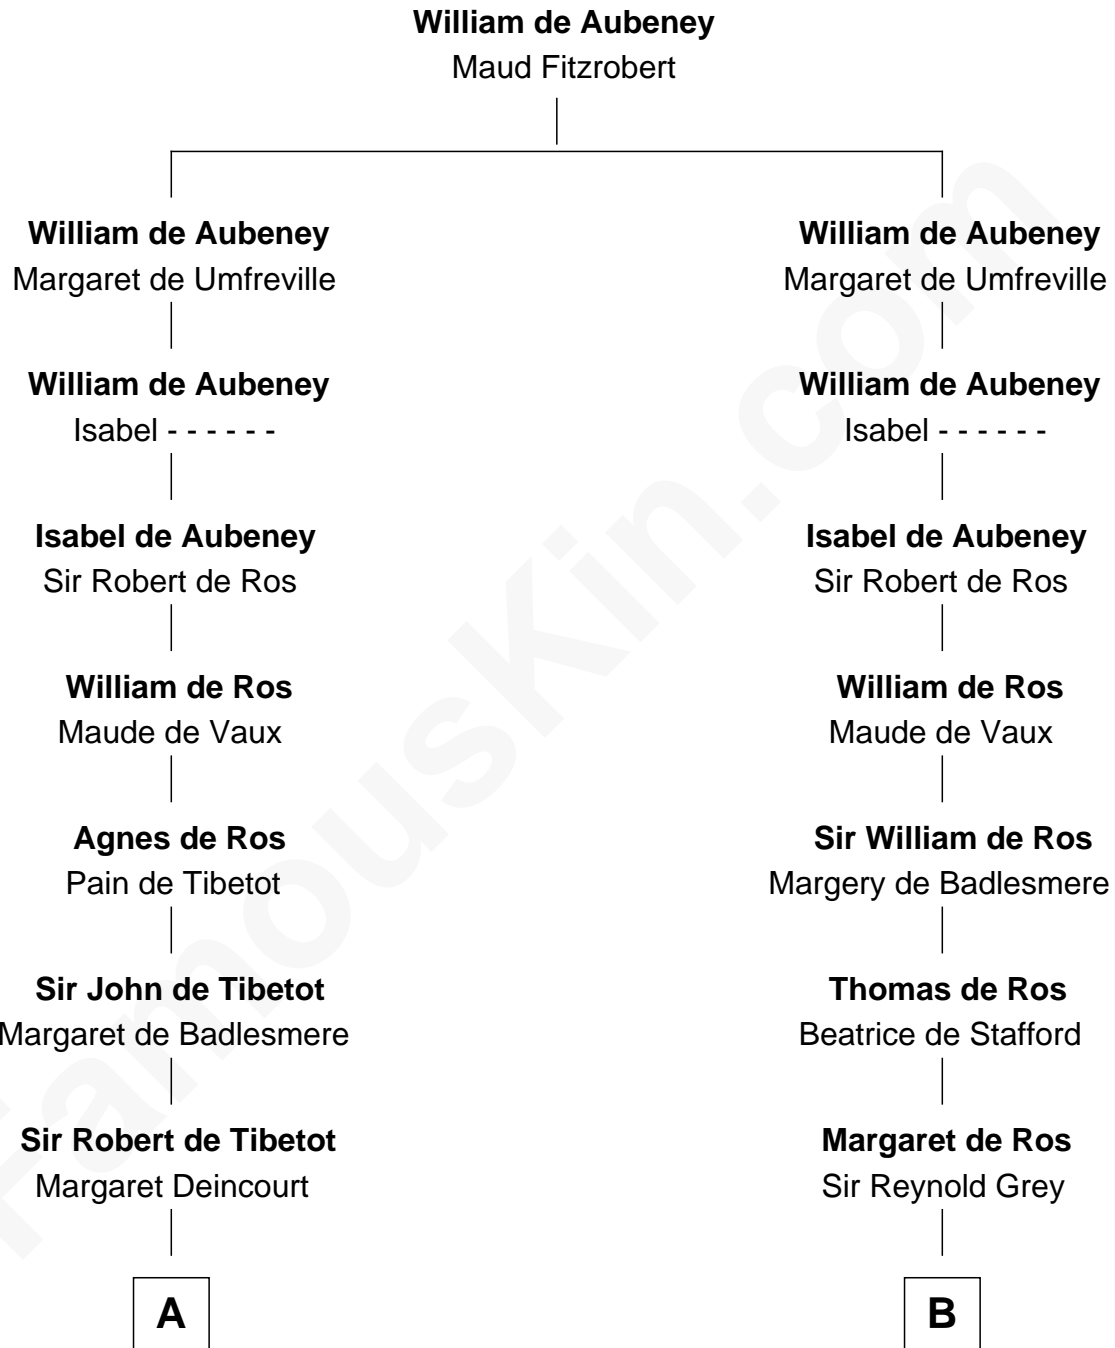 William de Aubeney
Maud Fitzrobert
William de Aubeney
Margaret de Umfreville
William de Aubeney
Margaret de Umfreville
William de Aubeney
Isabel - - - - - -
William de Aubeney
Isabel - - - - - -
Isabel de Aubeney
Sir Robert de Ros
Isabel de Aubeney
Sir Robert de Ros
William de Ros
Maude de Vaux
William de Ros
Maude de Vaux
Agnes de Ros
Pain de Tibetot
Sir William de Ros
Margery de Badlesmere
Sir John de Tibetot
Margaret de Badlesmere
Thomas de Ros
Beatrice de Stafford
Sir Robert de Tibetot
Margaret Deincourt
Margaret de Ros
Sir Reynold Grey
A
B
FamousKin.com